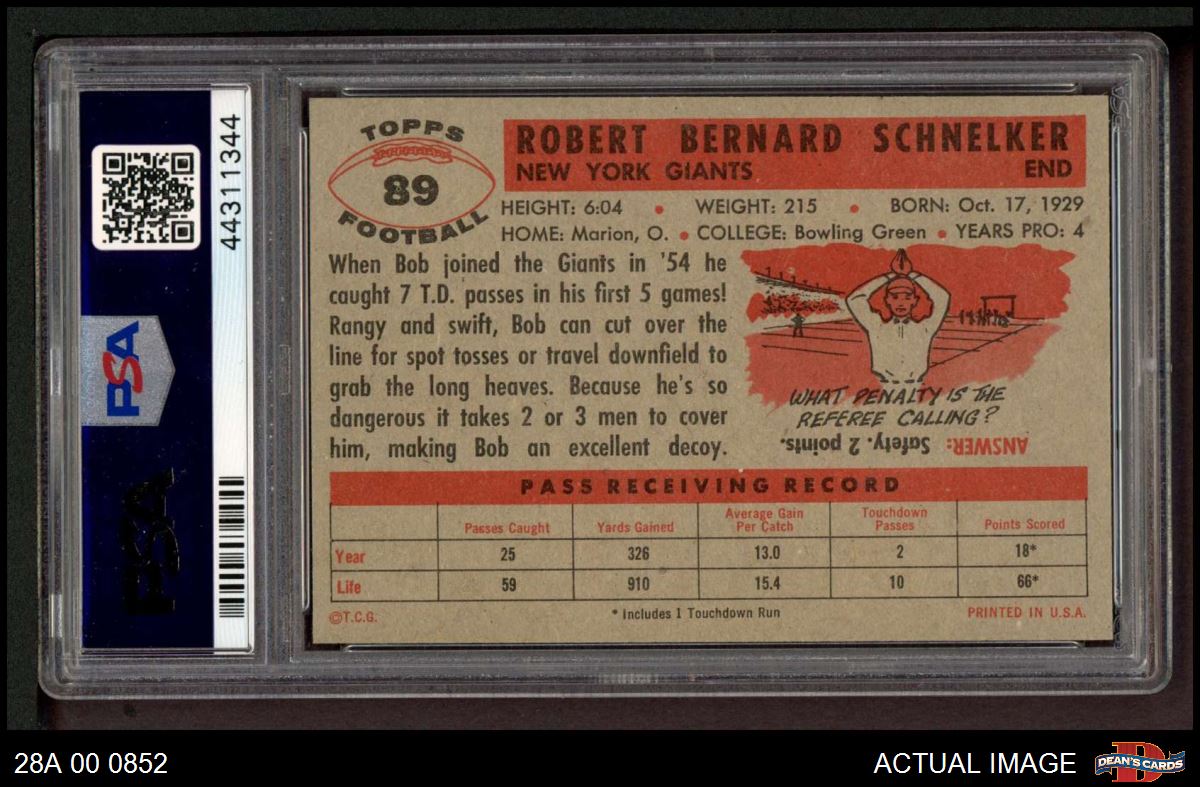 44311344
PSA
PSA
TOPPS
89
FOOTBALL
ROBERT BERNARD SCHNELKER
NEW YORK GIANTS END
HEIGHT: 6:04 • WEIGHT: 215 • BORN: Oct. 17, 1929
HOME: Marion, O. • COLLEGE: Bowling Green • YEARS PRO: 4
When Bob joined the Giants in '54 he
caught 7 T.D. passes in his first 5 games!
Rangy and swift, Bob can cut over the
line for spot tosses or travel downfield to
grab the long heaves. Because he's so
dangerous it takes 2 or 3 men to cover
him, making Bob an excellent decoy.
WHAT PENALTY IS THE
REFEREE CALLING?
ANSWER: Safety. 2 points.
PASS RECEIVING RECORD
Passes Caught Yards Gained Average Gain Per Catch Touchdown Passes Points Scored
Year 25 326 13.0 2 18*
Life 59 910 15.4 10 66*
©T.C.G. * Includes 1 Touchdown Run PRINTED IN U.S.A.
28A 00 0852
ACTUAL IMAGE
DEAN'S CARDS